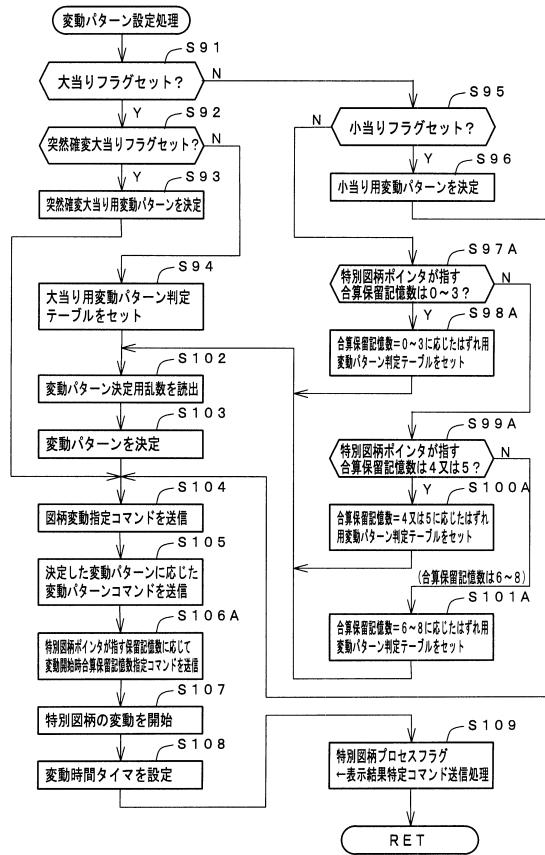 変動パターン設定処理
S91
大当りフラグセット?
N
Y
S92
突然確変大当りフラグセット?
N
Y
S93
突然確変大当り用変動パターンを決定
S94
大当り用変動パターン判定
テーブルをセット
S102
変動パターン決定用乱数を読出
S103
変動パターンを決定
S104
図柄変動指定コマンドを送信
S105
決定した変動パターンに応じた
変動パターンコマンドを送信
S106A
特別図柄ポインタが指す保留記憶数に応じて
変動開始時合算保留記憶数指定コマンドを送信
S107
特別図柄の変動を開始
S108
変動時間タイマを設定
S95
N
小当りフラグセット?
Y
S96
小当り用変動パターンを決定
S97A
特別図柄ポインタが指す
合算保留記憶数は0~3?
N
Y
S98A
合算保留記憶数=0~3に応じたはずれ用
変動パターン判定テーブルをセット
S99A
特別図柄ポインタが指す
合算保留記憶数は4又は5?
N
Y
S100A
合算保留記憶数=4又は5に応じたはずれ
用変動パターン判定テーブルをセット
(合算保留記憶数は6~8)
S101A
合算保留記憶数=6~8に応じたはずれ用
変動パターン判定テーブルをセット
S109
特別図柄プロセスフラグ
←表示結果特定コマンド送信処理
RET